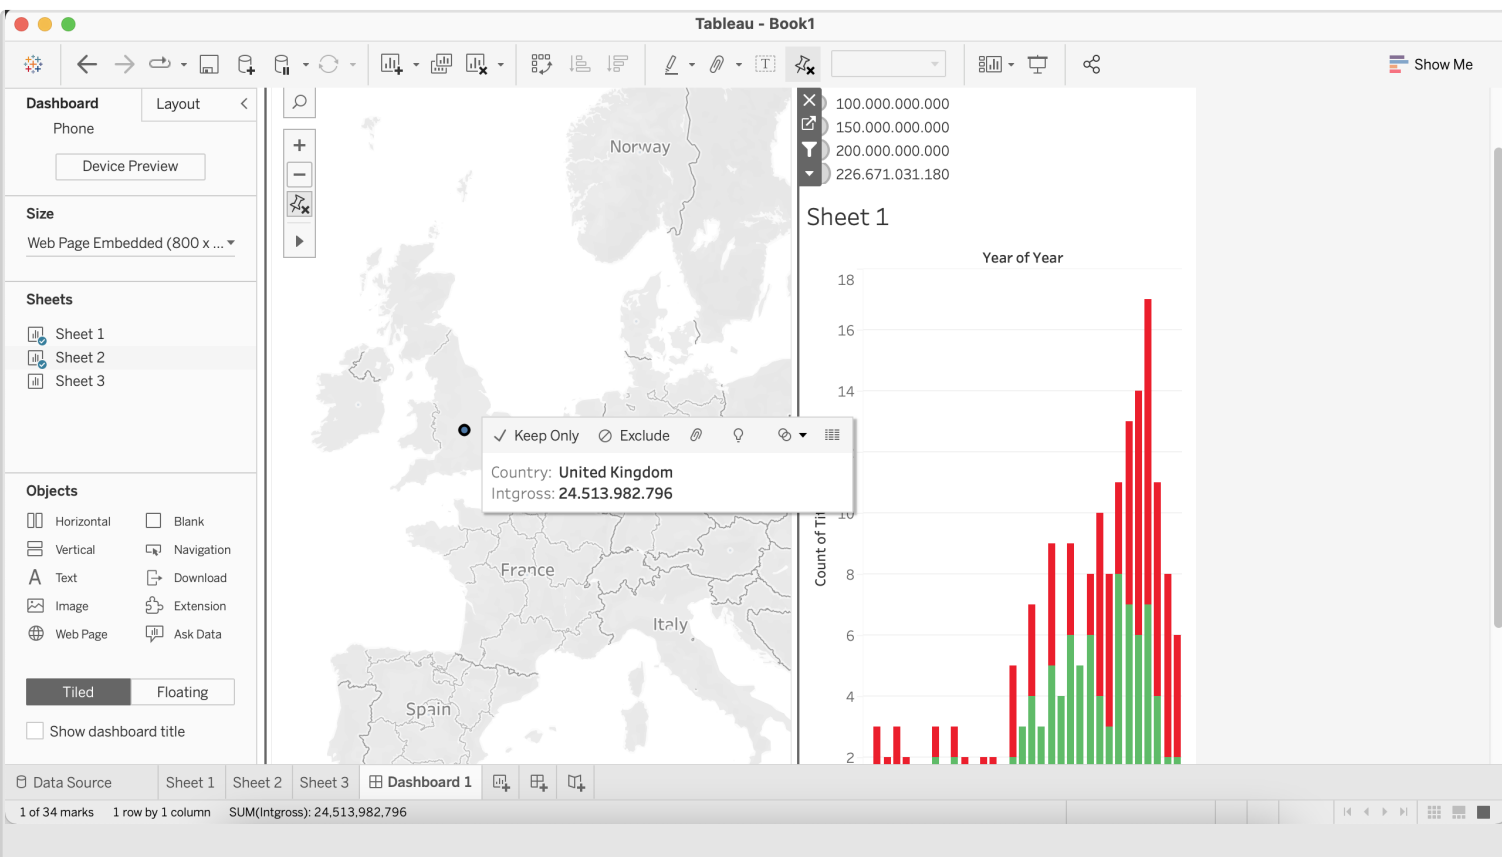 Tableau - Book1
Show Me
Dashboard
Layout
Phone
Device Preview
Size
Web Page Embedded (800 x ...
Sheets
Sheet 1
Sheet 2
Sheet 3
Objects
Horizontal
Blank
Vertical
Navigation
Text
Download
Image
Extension
Web Page
Ask Data
Tiled
Floating
Show dashboard title
Norway
France
Italy
Spain
Keep Only
Exclude
Country: United Kingdom
Intgross: 24.513.982.796
100.000.000.000
150.000.000.000
200.000.000.000
226.671.031.180
Sheet 1
Year of Year
18
16
14
10
8
6
4
2
Count of Ti
Data Source
Sheet 1
Sheet 2
Sheet 3
Dashboard 1
1 of 34 marks
1 row by 1 column
SUM(Intgross): 24,513,982,796